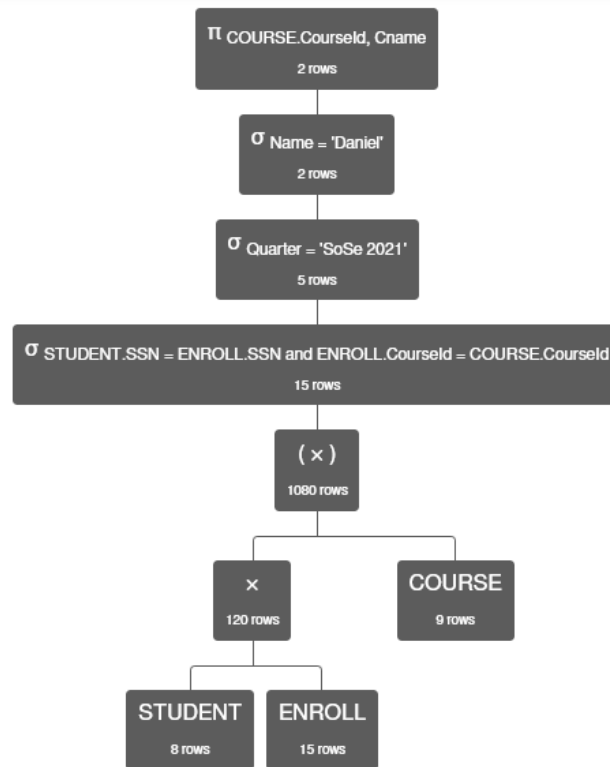 π COURSE.CourseId, Cname
2 rows
σ Name = 'Daniel'
2 rows
σ Quarter = 'SoSe 2021'
5 rows
σ STUDENT.SSN = ENROLL.SSN and ENROLL.CourseId = COURSE.CourseId
15 rows
( × )
1080 rows
×
120 rows
COURSE
9 rows
STUDENT
8 rows
ENROLL
15 rows